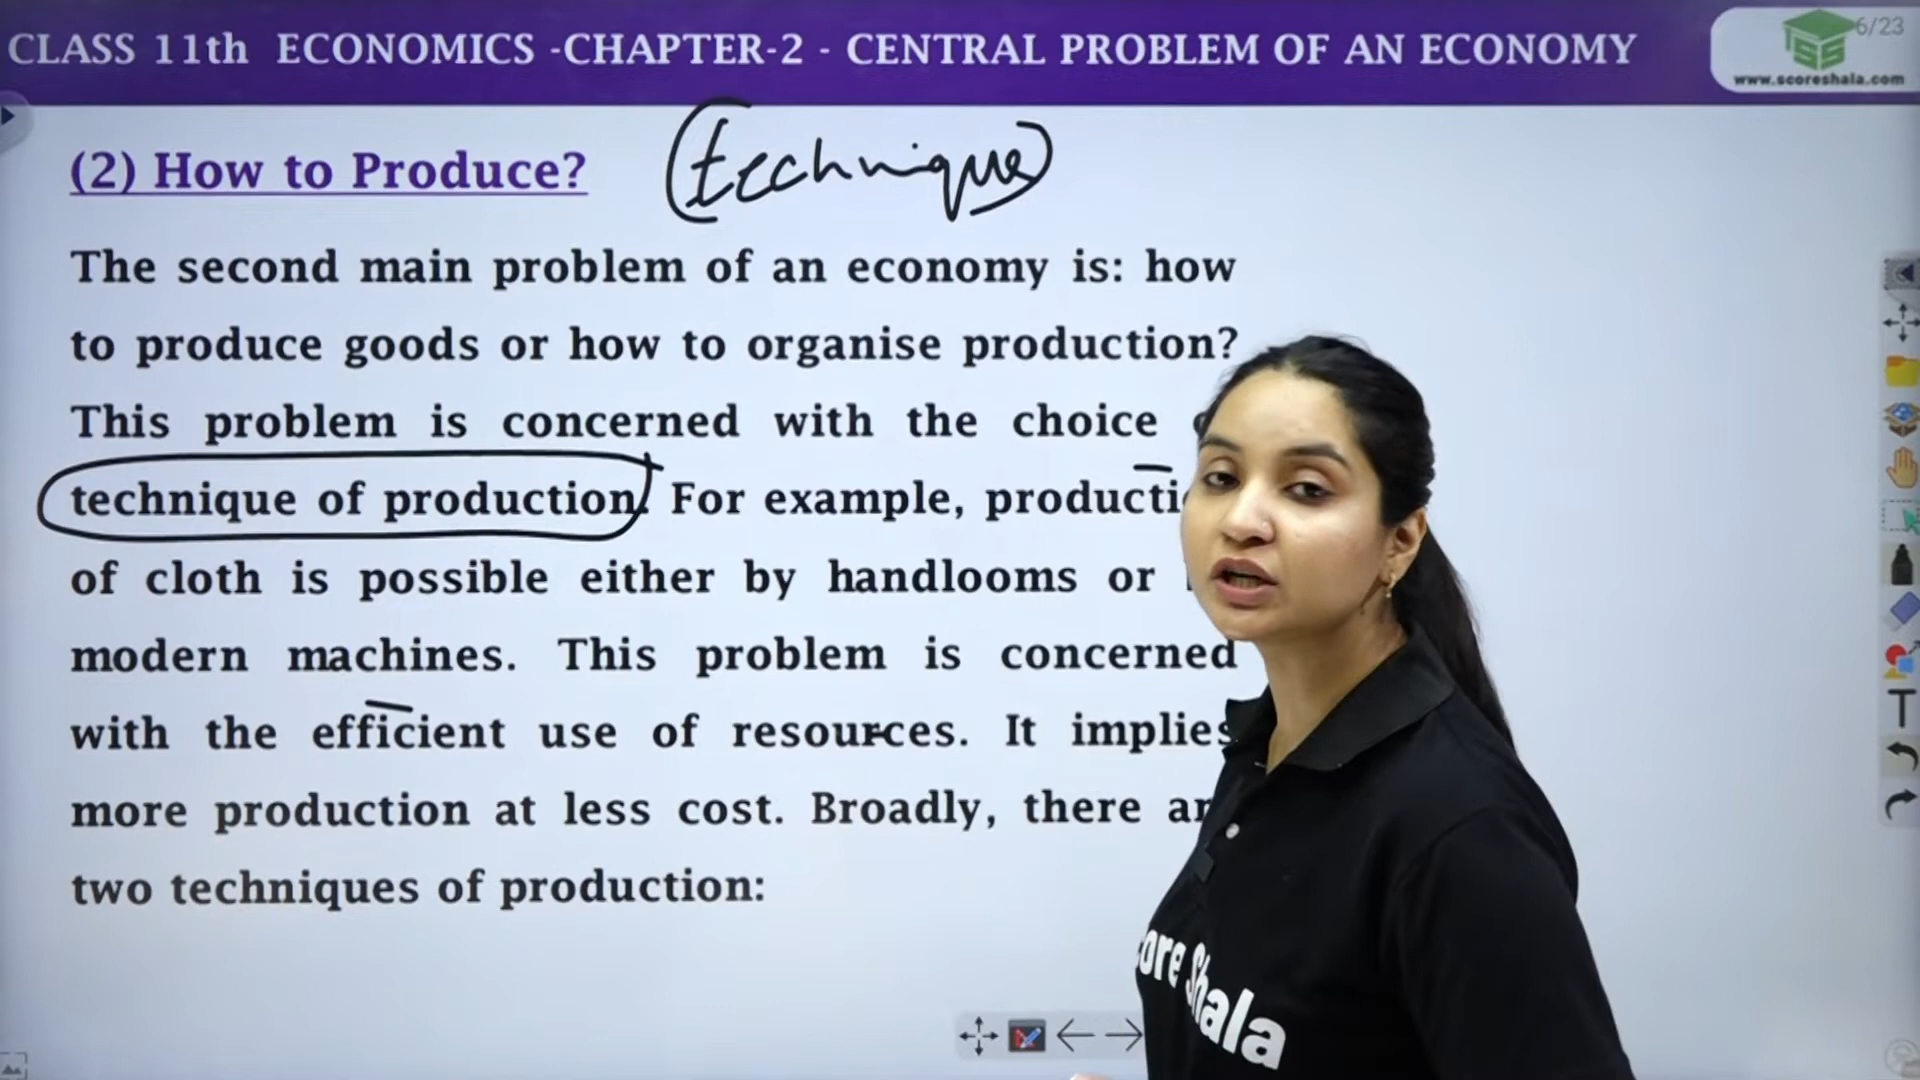 CLASS 11th ECONOMICS -CHAPTER-2 - CENTRAL PROBLEM OF AN ECONOMY
6/23
www.scoreshala.com
(2) How to Produce? (technique)
The second main problem of an economy is: how
to produce goods or how to organise production?
This problem is concerned with the choice
technique of production. For example,
of cloth is possible either by handlooms or
modern machines. This problem is concerned
with the efficient use of resources. It implies
more production at less cost. Broadly, there
two techniques of production:
ore Shala